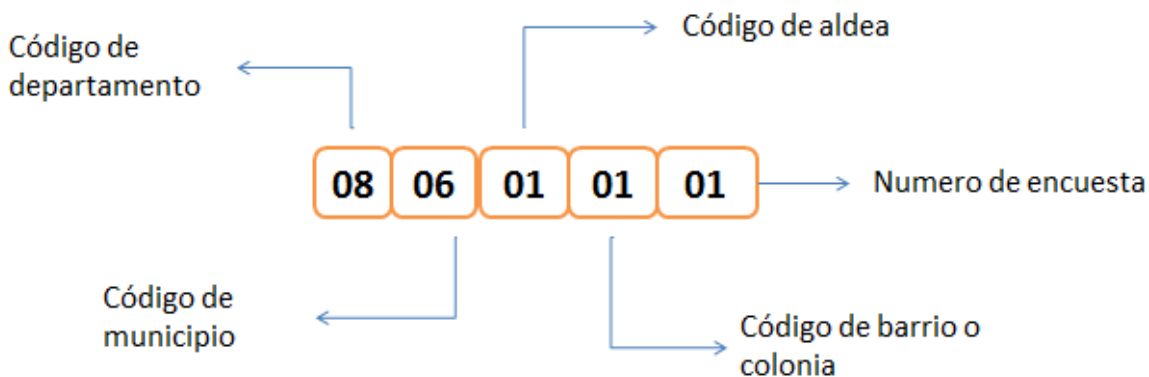 Código de aldea
Código de
departamento
08 06 01 01 01
Numero de encuesta
Código de
municipio
Código de barrio o
colonia